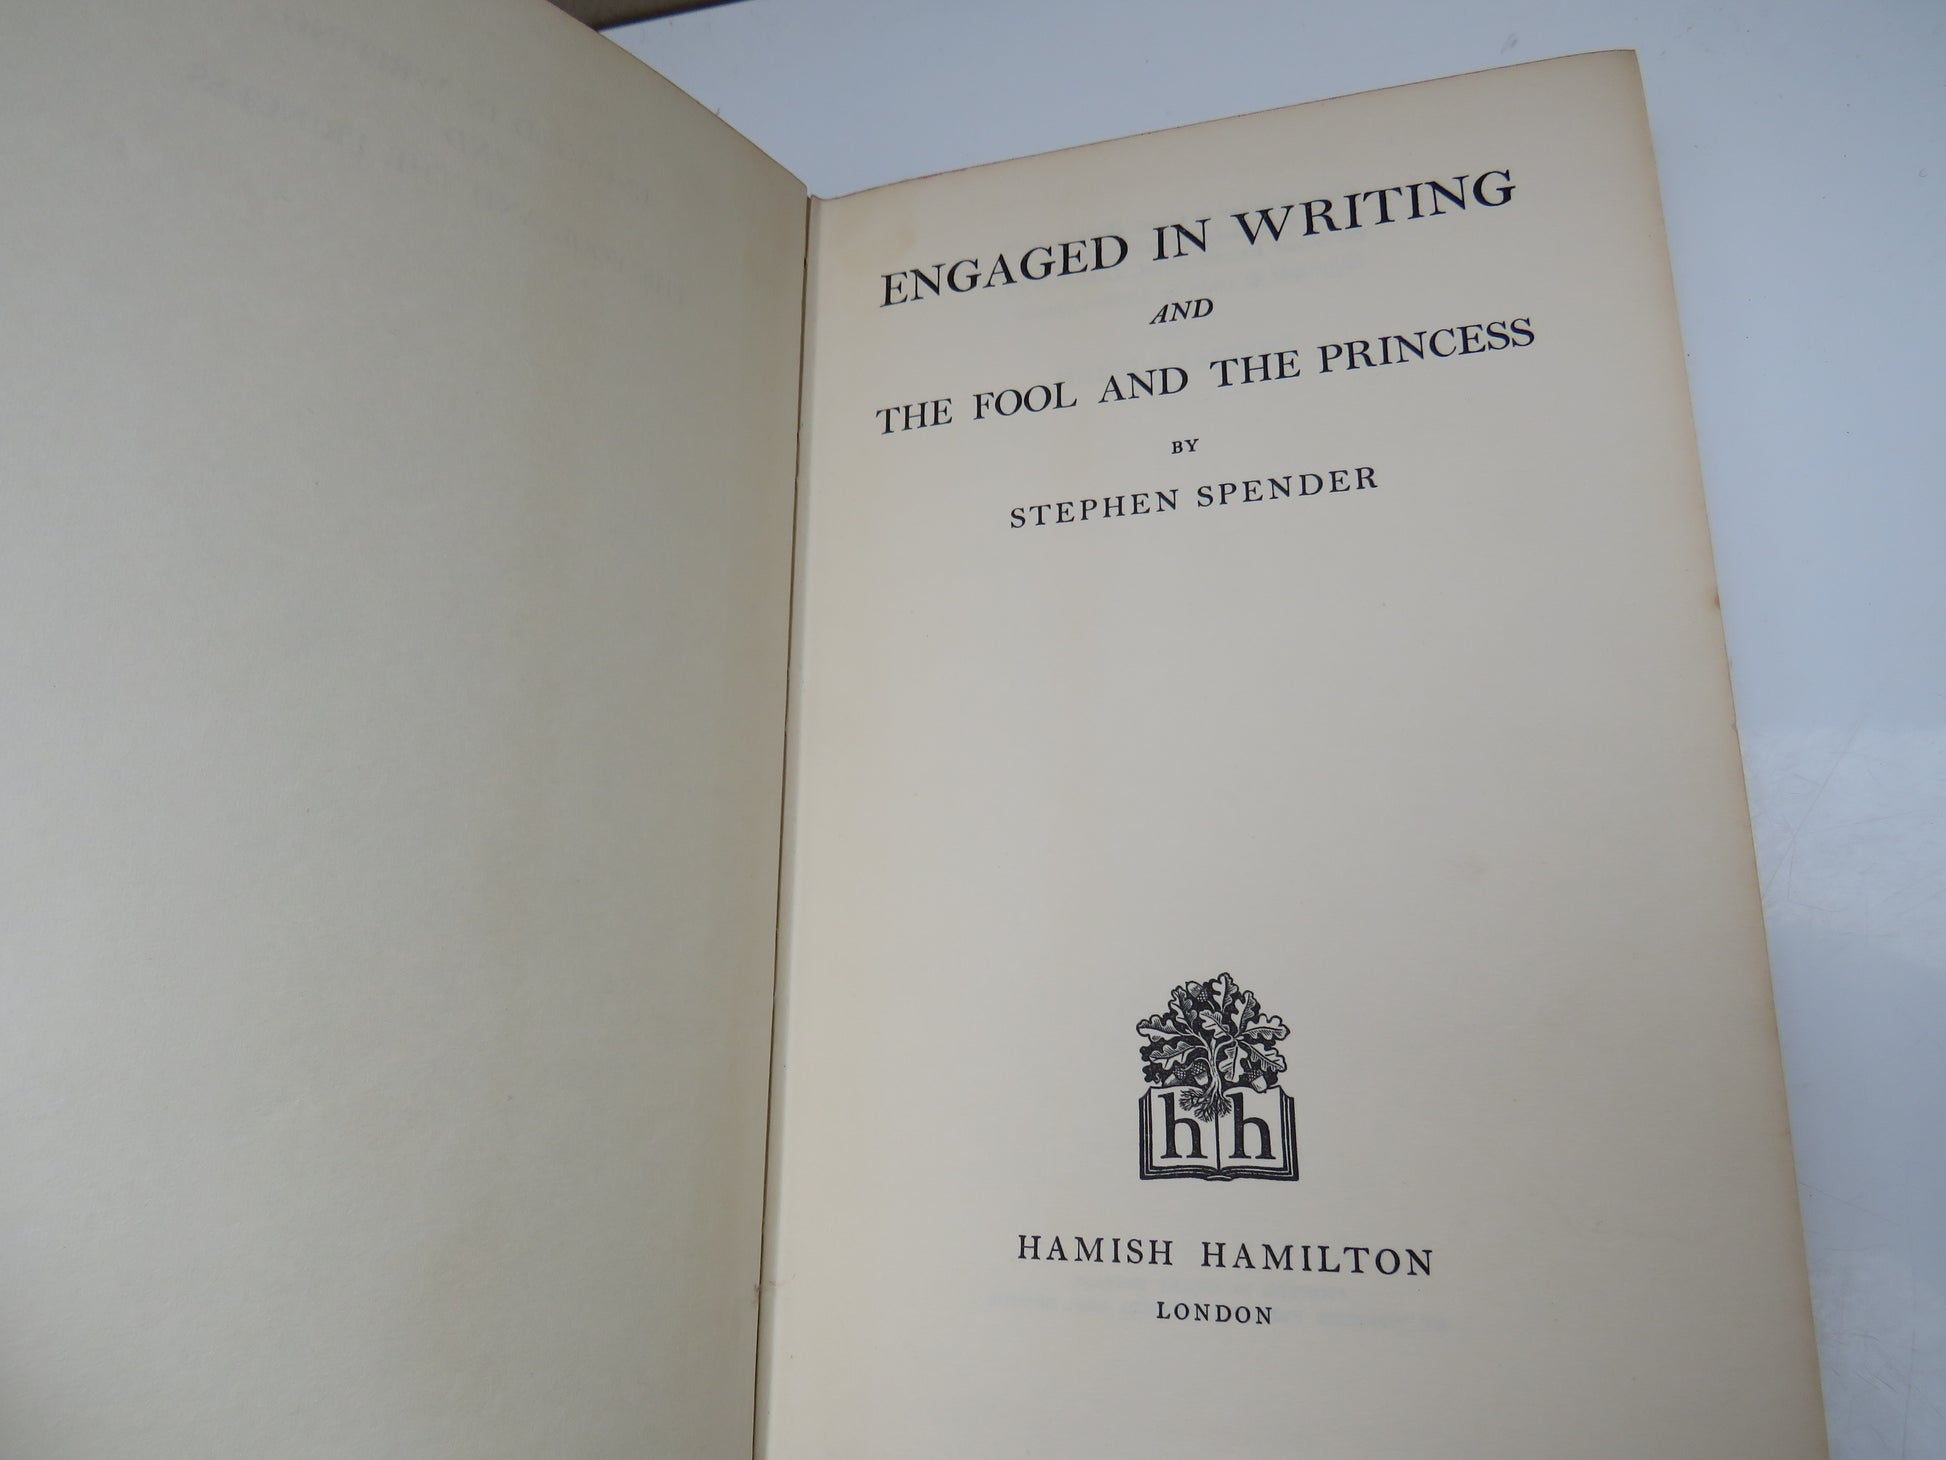 ENGAGED IN WRITING
AND
THE FOOL AND THE PRINCESS
BY
STEPHEN SPENDER
h h
HAMISH HAMILTON
LONDON